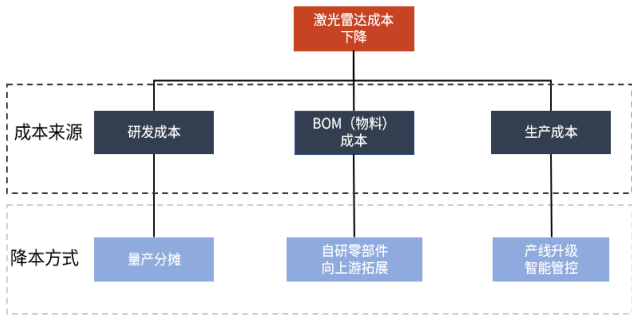 激光雷达成本
下降
成本来源
研发成本
BOM（物料）
成本
生产成本
降本方式
量产分摊
自研零部件
向上游拓展
产线升级
智能管控